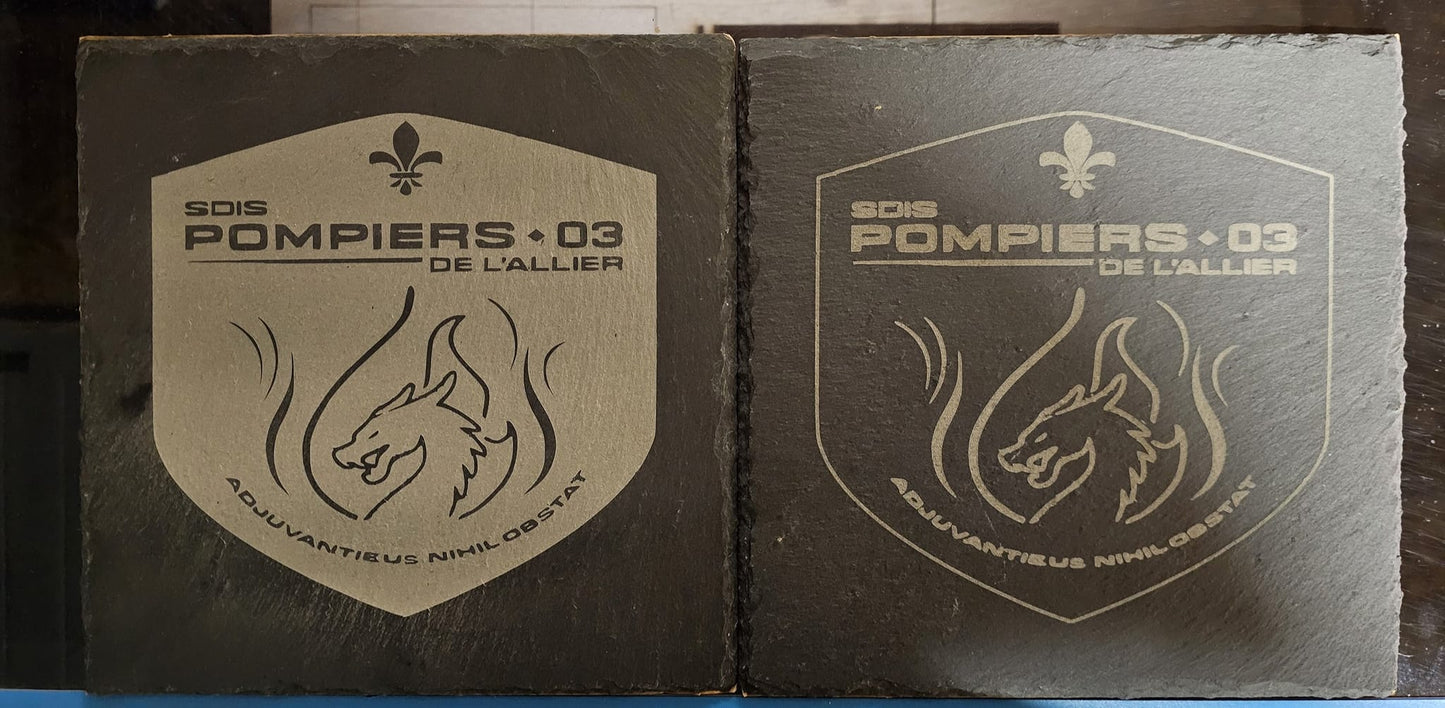 SDIS
POMPIERS • 03
DE L'ALLIER
ADJUVANTIBUS NIHIL OBSTAT
SDIS
POMPIERS • 03
DE L'ALLIER
ADJUVANTIBUS NIHIL OBSTAT